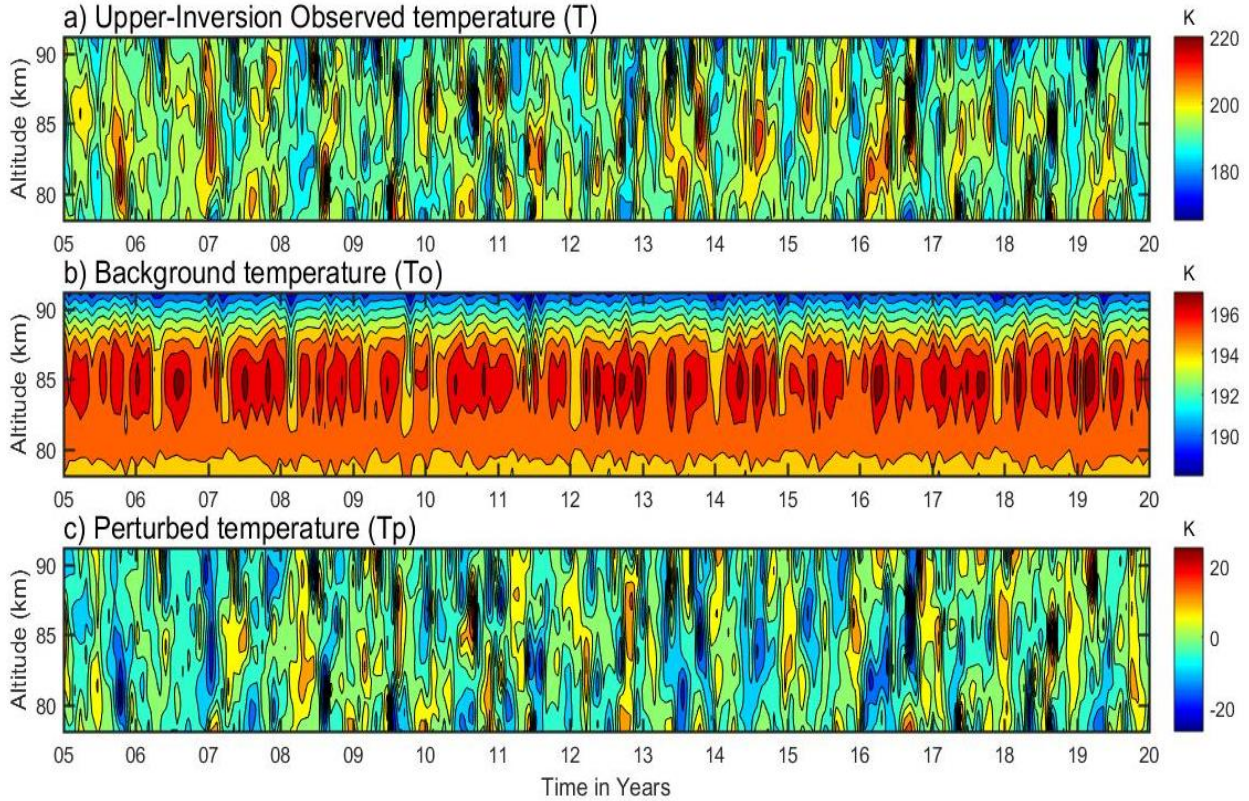 a) Upper-Inversion Observed temperature (T)
K
Altitude (km)
90
85
80
220
200
180
05 06 07 08 09 10 11 12 13 14 15 16 17 18 19 20
b) Background temperature (To)
K
Altitude (km)
90
85
80
196
194
192
190
05 06 07 08 09 10 11 12 13 14 15 16 17 18 19 20
c) Perturbed temperature (Tp)
K
Altitude (km)
90
85
80
20
0
-20
05 06 07 08 09 10 11 12 13 14 15 16 17 18 19 20
Time in Years